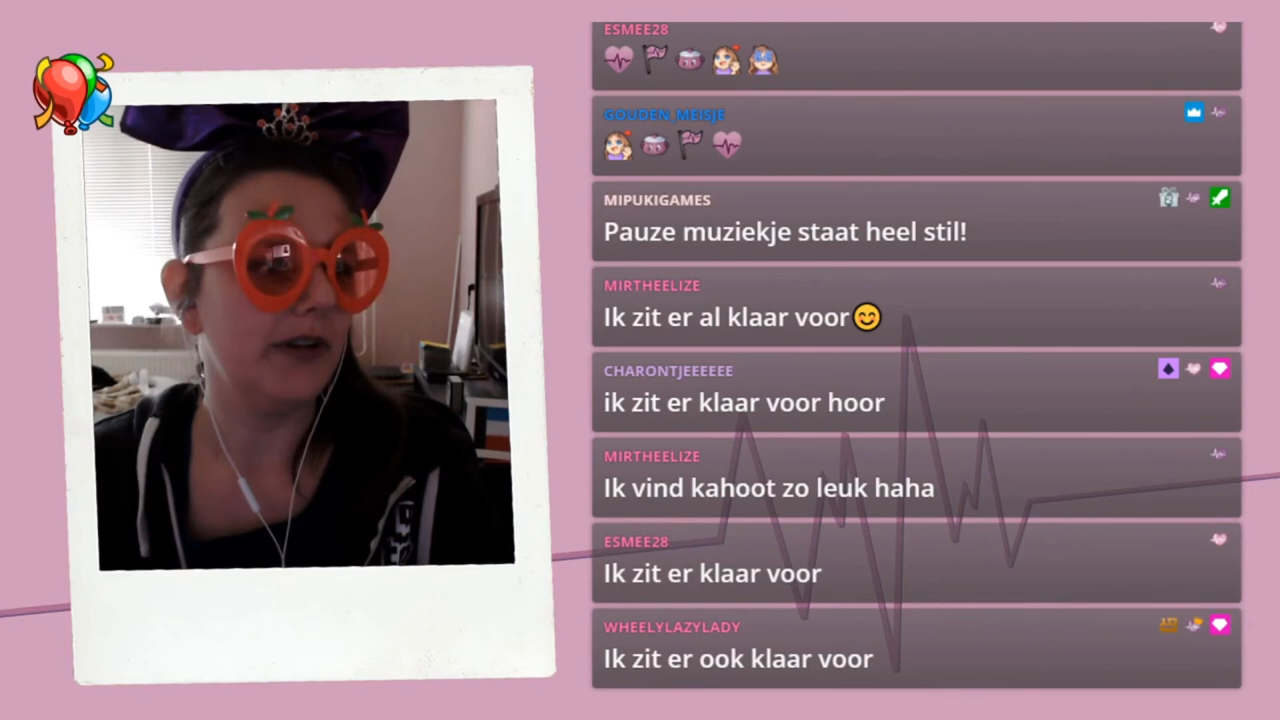 ESMEE28
GOUDEN_MEISJE
MIPUKIGAMES
Pauze muziekje staat heel stil!
MIRTHEELIZE
Ik zit er al klaar voor😊
CHARONTJEEEEEE
ik zit er klaar voor hoor
MIRTHEELIZE
Ik vind kahoot zo leuk haha
ESMEE28
Ik zit er klaar voor
WHEELYLAZYLADY
Ik zit er ook klaar voor